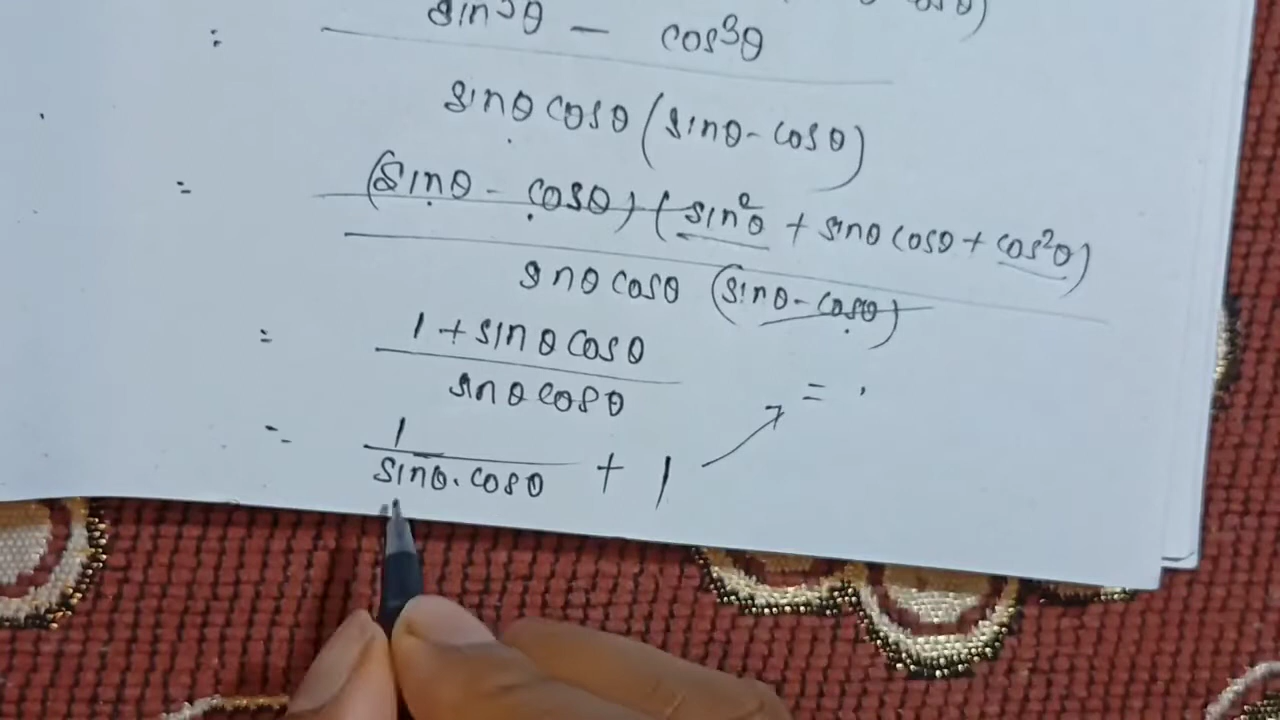 cosθ)
: sin³θ - cos³θ
sinθ cosθ (sinθ - cosθ)
= (sinθ - cosθ) (sin²θ + sinθ cosθ + cos²θ)
sinθ cosθ (sinθ - cosθ)
= 1 + sinθ cosθ
sinθ cosθ
= .
= 1
sinθ . cosθ + 1